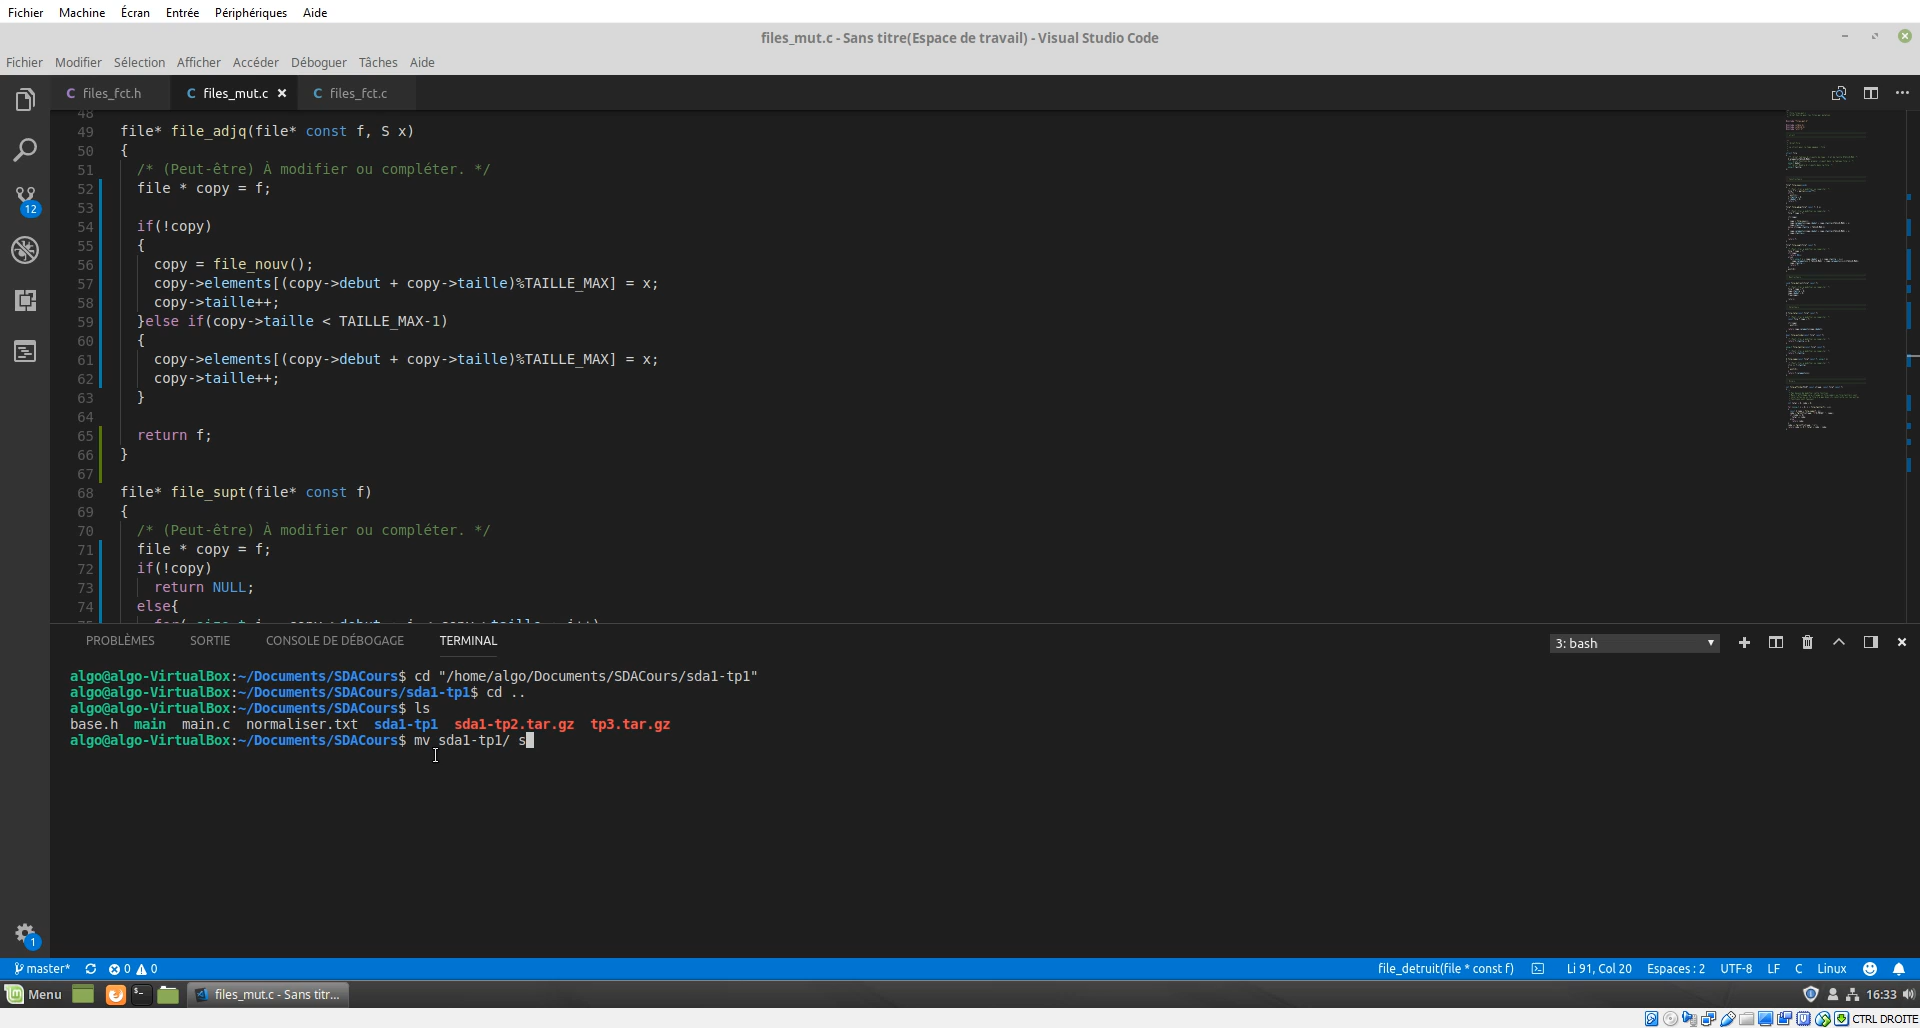 Fichier Machine Écran Entrée Périphériques Aide
files_mut.c - Sans titre(Espace de travail) - Visual Studio Code
Fichier Modifier Sélection Afficher Accéder Déboguer Tâches Aide
C files_fct.h C files_mut.c C files_fct.c
48
49 file* file_adjq(file* const f, S x)
50 {
51 /* (Peut-être) À modifier ou compléter. */
52 file * copy = f;
53
54 if(!copy)
55 {
56 copy = file_nouv();
57 copy->elements[(copy->debut + copy->taille)%TAILLE_MAX] = x;
58 copy->taille++;
59 }else if(copy->taille < TAILLE_MAX-1)
60 {
61 copy->elements[(copy->debut + copy->taille)%TAILLE_MAX] = x;
62 copy->taille++;
63 }
64
65 return f;
66 }
67
68 file* file_supt(file* const f)
69 {
70 /* (Peut-être) À modifier ou compléter. */
71 file * copy = f;
72 if(!copy)
73 return NULL;
74 else{
12
PROBLÈMES SORTIE CONSOLE DE DÉBOGAGE TERMINAL 3: bash
algo@algo-VirtualBox:~/Documents/SDACours$ cd "/home/algo/Documents/SDACours/sda1-tp1"
algo@algo-VirtualBox:~/Documents/SDACours/sda1-tp1$ cd ..
algo@algo-VirtualBox:~/Documents/SDACours$ ls
base.h main main.c normaliser.txt sda1-tp1 sda1-tp2.tar.gz tp3.tar.gz
algo@algo-VirtualBox:~/Documents/SDACours$ mv sda1-tp1/ s
1
master* 0 0 file_detruit(file * const f) Li 91, Col 20 Espaces : 2 UTF-8 LF C Linux
Menu files_mut.c - Sans titr... 16:33
CTRL DROITE